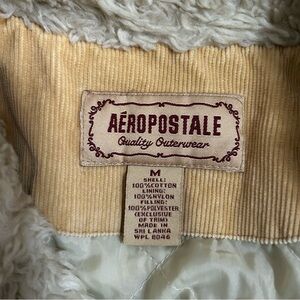 AÉROPOSTALE
Quality Outerwear
M
SHELL:
100%COTTON
LINING:
100%NYLON
FILLING:
100%POLYESTER
(EXCLUSIVE
OF TRIM)
MADE IN
SRI LANKA
WPL 8046